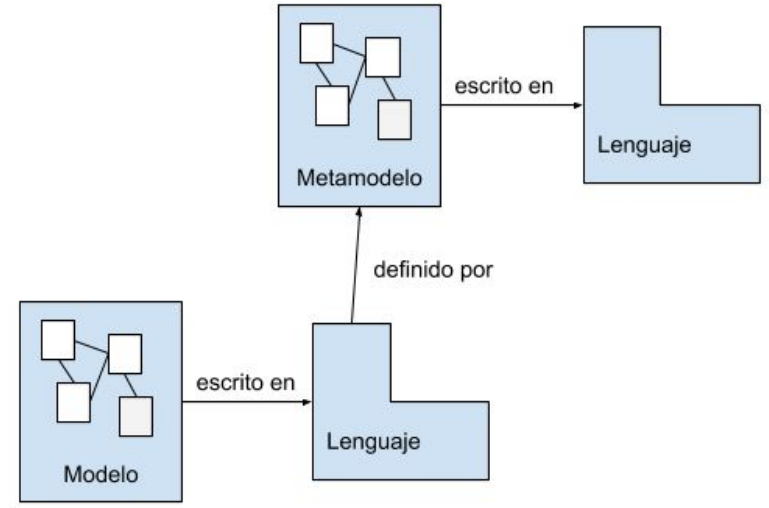 escrito en
Lenguaje
Metamodelo
definido por
escrito en
Lenguaje
Modelo